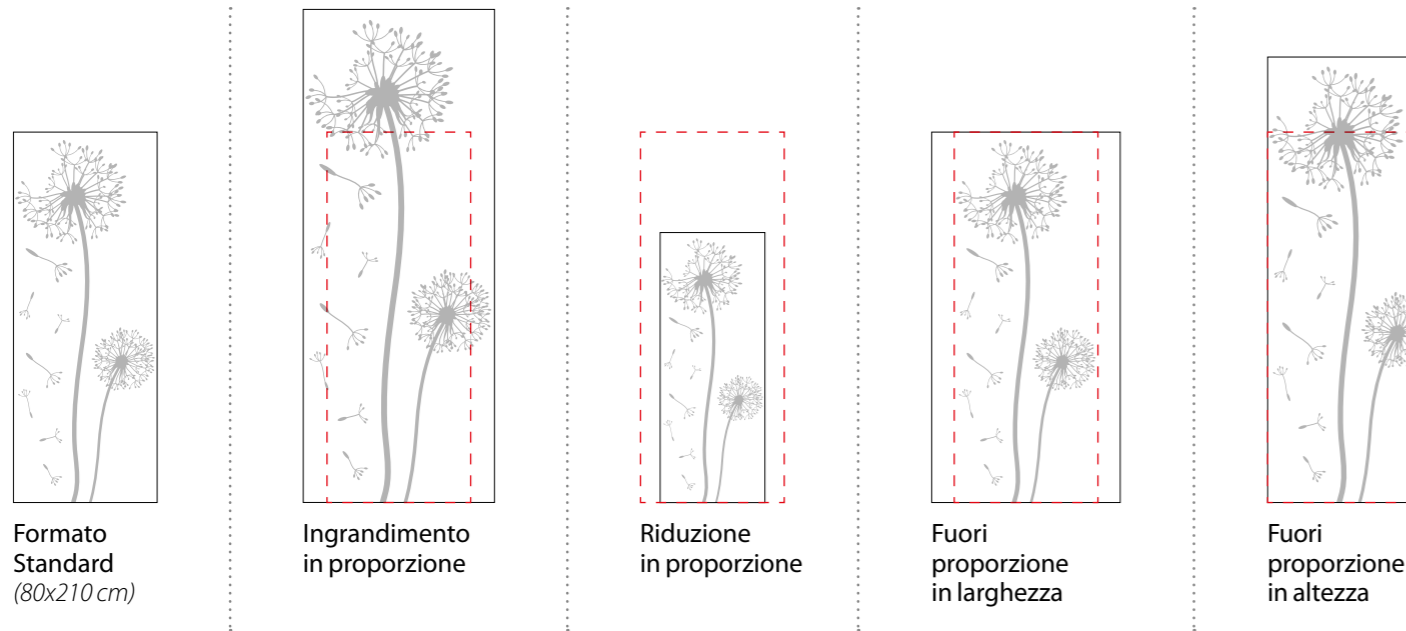 Formato
Standard
(80x210 cm)
Ingrandimento
in proporzione
Riduzione
in proporzione
Fuori
proporzione
in larghezza
Fuori
proporzione
in altezza